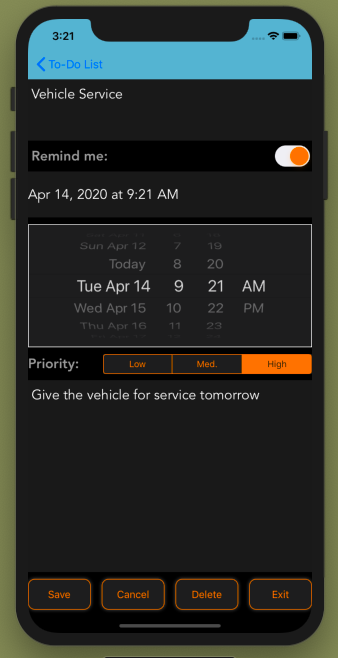 3:21
To-Do List
Vehicle Service
Remind me:
Apr 14, 2020 at 9:21 AM
Sun Apr 12 7 19
Today 8 20
Tue Apr 14 9 21 AM
Wed Apr 15 10 22 PM
Thu Apr 16 11 23
Priority: Low Med. High
Give the vehicle for service tomorrow
Save Cancel Delete Exit